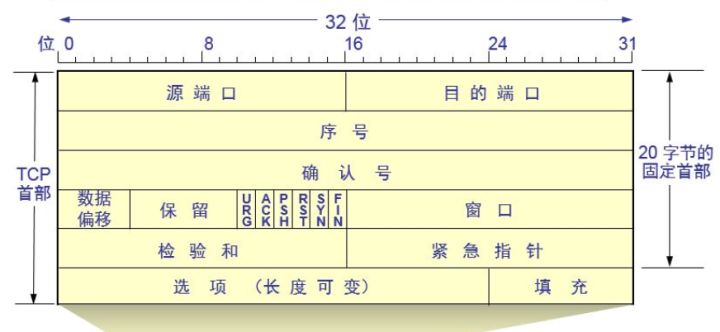 32 位
位 0 8 16 24 31
源 端 口 目 的 端 口
序 号
确 认 号
TCP
首部
20 字节的
固定首部
数据
偏移
保 留
URG
ACK
PSH
RST
SYN
FIN
窗 口
检 验 和 紧 急 指 针
选 项 （长 度 可 变） 填 充